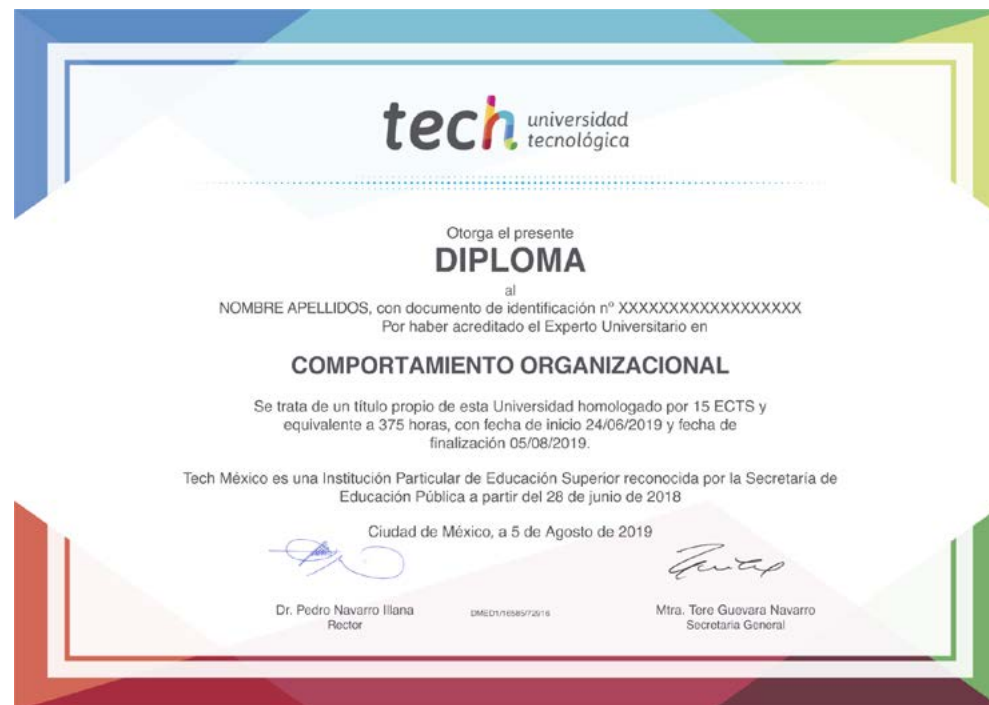 tech universidad
tecnológica
Otorga el presente
DIPLOMA
al
NOMBRE APELLIDOS, con documento de identificación nº XXXXXXXXXXXXXXXXXX
Por haber acreditado el Experto Universitario en
COMPORTAMIENTO ORGANIZACIONAL
Se trata de un título propio de esta Universidad homologado por 15 ECTS y
equivalente a 375 horas, con fecha de inicio 24/06/2019 y fecha de
finalización 05/08/2019.
Tech México es una Institución Particular de Educación Superior reconocida por la Secretaría de
Educación Pública a partir del 28 de junio de 2018
Ciudad de México, a 5 de Agosto de 2019
Dr. Pedro Navarro Illana
Rector
Mtra. Tere Guevara Navarro
Secretaria General